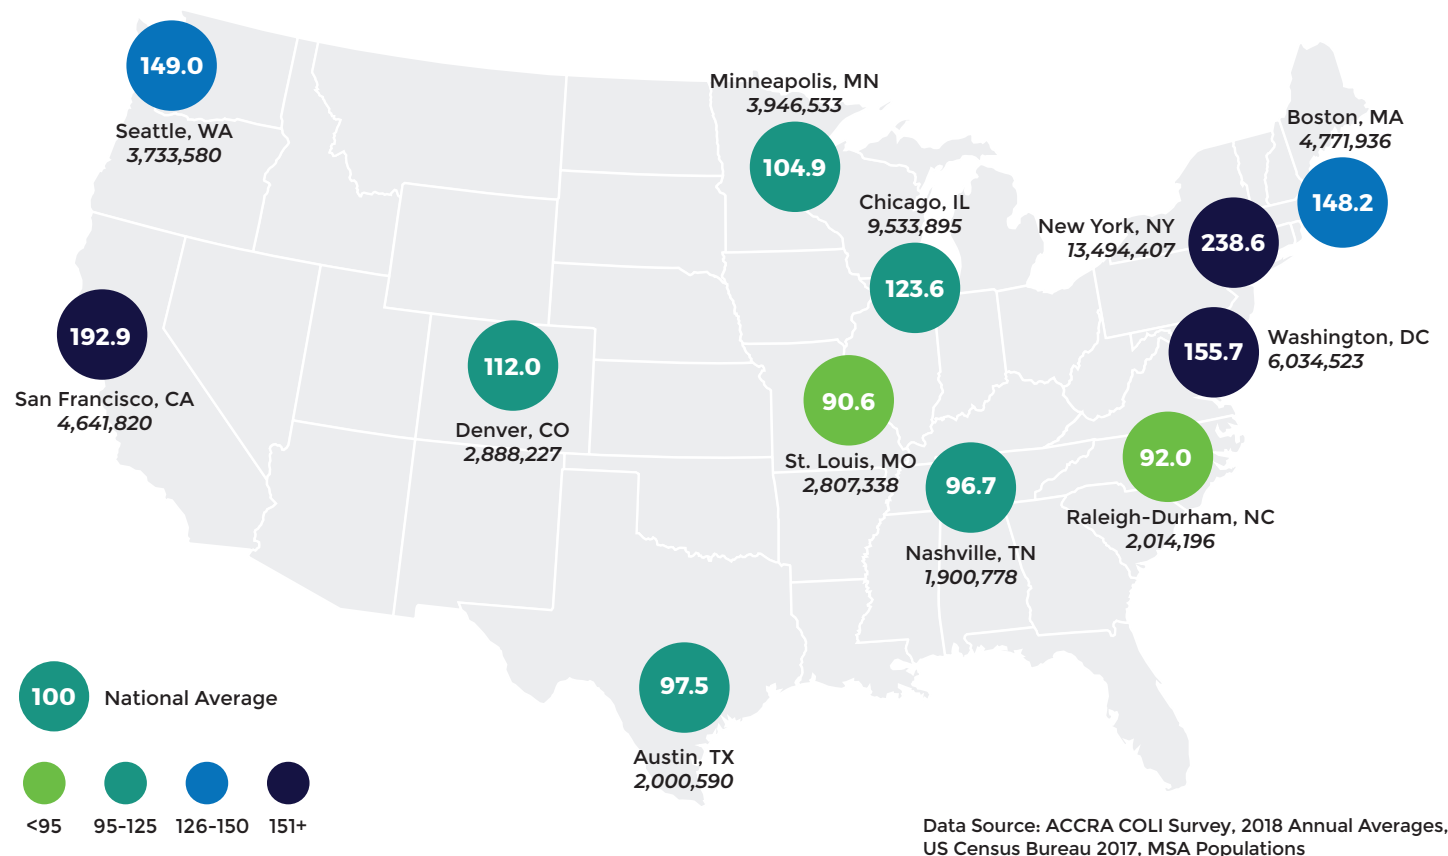 149.0
Seattle, WA
3,733,580
Minneapolis, MN
3,946,533
104.9
Boston, MA
4,771,936
148.2
Chicago, IL
9,533,895
123.6
New York, NY
13,494,407
238.6
192.9
San Francisco, CA
4,641,820
112.0
Denver, CO
2,888,227
155.7
Washington, DC
6,034,523
90.6
St. Louis, MO
2,807,338
96.7
Nashville, TN
1,900,778
92.0
Raleigh-Durham, NC
2,014,196
97.5
Austin, TX
2,000,590
100
National Average
<95
95-125
126-150
151+
Data Source: ACCRA COLI Survey, 2018 Annual Averages,
US Census Bureau 2017, MSA Populations